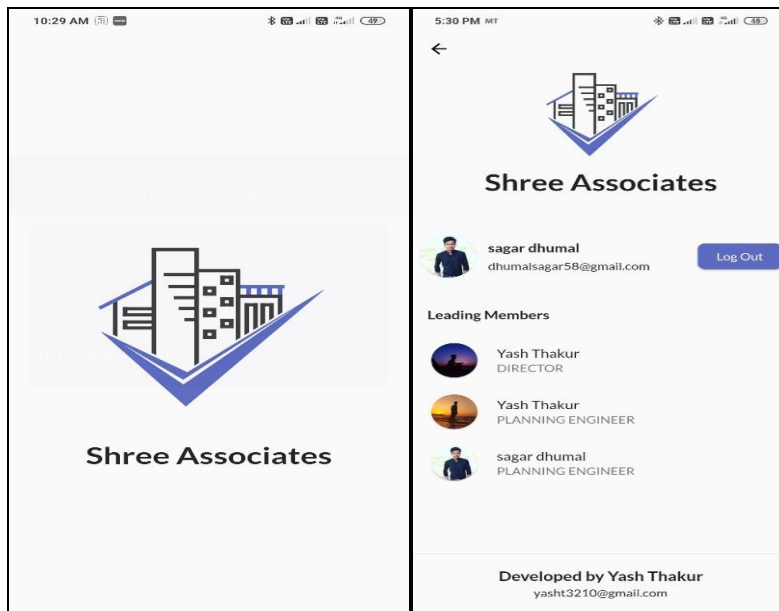 10:29 AM
49
Shree Associates
5:30 PM MT
48
Shree Associates
sagar dhumal
dhumalsagar58@gmail.com
Log Out
Leading Members
Yash Thakur
DIRECTOR
Yash Thakur
PLANNING ENGINEER
sagar dhumal
PLANNING ENGINEER
Developed by Yash Thakur
yasht3210@gmail.com